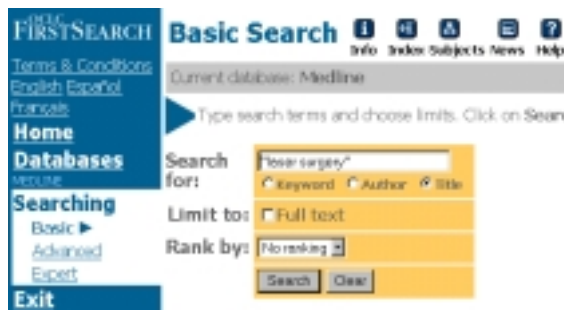 OCLC
FIRSTSEARCH
Terms & Conditions
English Español
Français
Home
Databases
MEDLINE
Searching
Basic
Advanced
Expert
Exit
Basic Search
Info Index Subjects News Help
Current database: Medline
Type search terms and choose limits. Click on Sear
Search for:
"laser surgery"
Keyword Author Title
Limit to: Full text
Rank by: No ranking
Search Clear